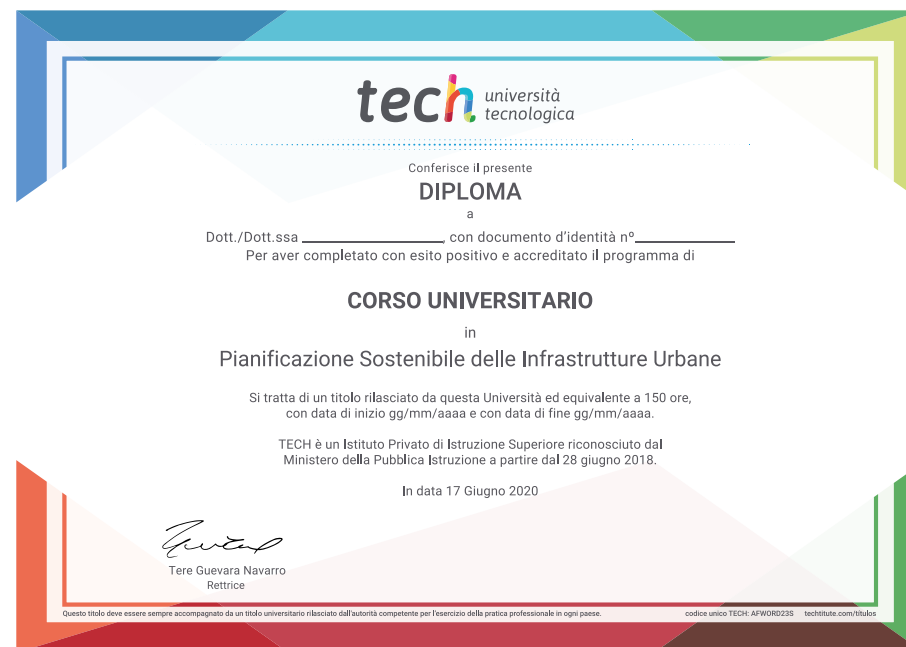 tech università
tecnologica
Conferisce il presente
DIPLOMA
a
Dott./Dott.ssa ____________________, con documento d'identità nº______________
Per aver completato con esito positivo e accreditato il programma di
CORSO UNIVERSITARIO
in
Pianificazione Sostenibile delle Infrastrutture Urbane
Si tratta di un titolo rilasciato da questa Università ed equivalente a 150 ore,
con data di inizio gg/mm/aaaa e con data di fine gg/mm/aaaa.
TECH è un Istituto Privato di Istruzione Superiore riconosciuto dal
Ministero della Pubblica Istruzione a partire dal 28 giugno 2018.
In data 17 Giugno 2020
Tere Guevara Navarro
Rettrice
Questo titolo deve essere sempre accompagnato da un titolo universitario rilasciato dall'autorità competente per l'esercizio della pratica professionale in ogni paese. codice unico TECH: AFWORD23S techtitute.com/títulos